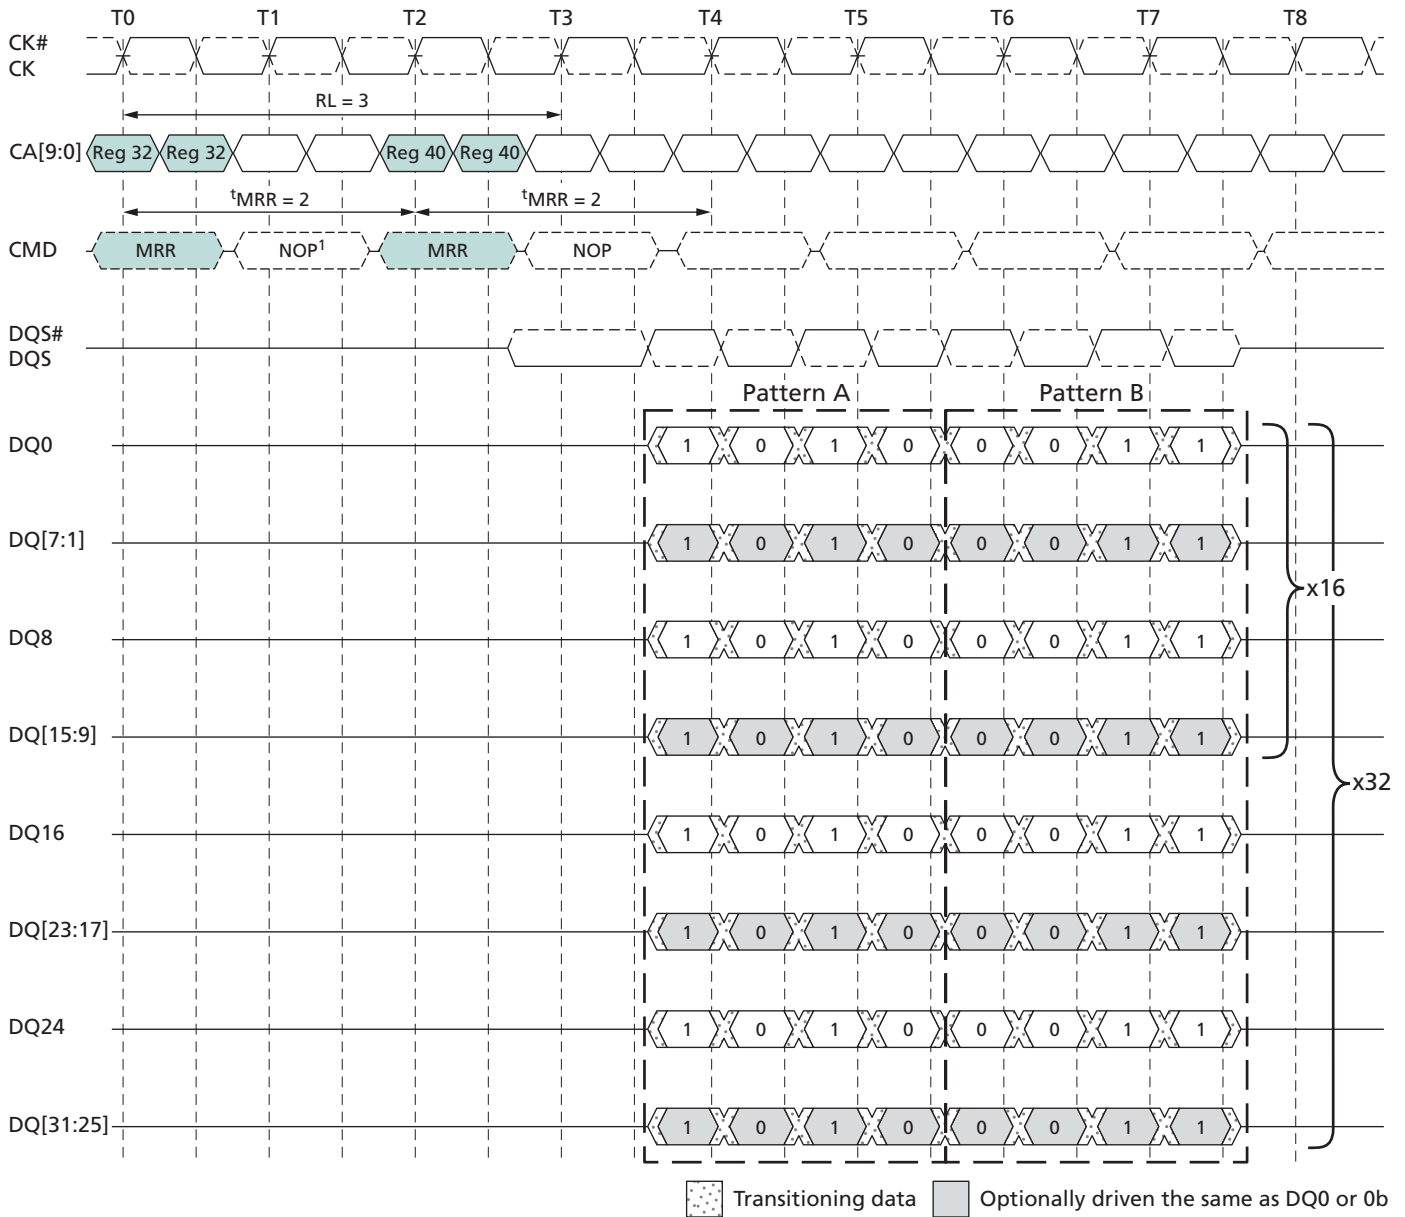 T0 T1 T2 T3 T4 T5 T6 T7 T8
CK#
CK
RL = 3
CA[9:0] Reg 32 Reg 32 Reg 40 Reg 40
tMRR = 2 tMRR = 2
CMD MRR NOP1 MRR NOP
DQS#
DQS
Pattern A Pattern B
DQ0 1 0 1 0 0 0 1 1
DQ[7:1] 1 0 1 0 0 0 1 1
x16
DQ8 1 0 1 0 0 0 1 1
DQ[15:9] 1 0 1 0 0 0 1 1
x32
DQ16 1 0 1 0 0 0 1 1
DQ[23:17] 1 0 1 0 0 0 1 1
DQ24 1 0 1 0 0 0 1 1
DQ[31:25] 1 0 1 0 0 0 1 1
Transitioning data Optionally driven the same as DQ0 or 0b